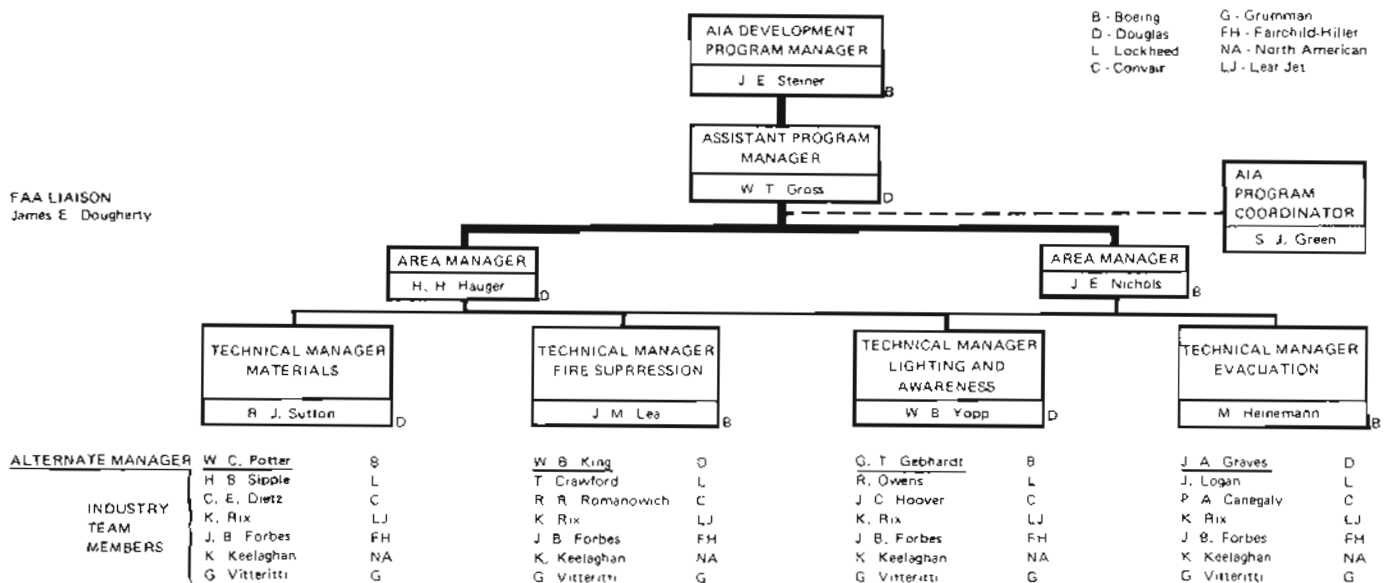 B - Boeing G - Grumman
D - Douglas FH - Fairchild-Hiller
L Lockheed NA - North American
C - Convair LJ - Lear Jet
AIA DEVELOPMENT
PROGRAM MANAGER
J E Steiner
B
ASSISTANT PROGRAM
MANAGER
W T Gross
D
FAA LIAISON
James E Dougherty
AIA
PROGRAM
COORDINATOR
S J. Green
AREA MANAGER
H. H Hauger
D
AREA MANAGER
J E Nichols
B
TECHNICAL MANAGER
MATERIALS
R J. Sutton
D
TECHNICAL MANAGER
FIRE SUPRRESSION
J M Lea
B
TECHNICAL MANAGER
LIGHTING AND
AWARENESS
W B Yopp
D
TECHNICAL MANAGER
EVACUATION
M Heinemann
B
ALTERNATE MANAGER W C. Potter B W B King D G. T Gebhardt B J A Graves D
H B Sipple L T Crawford L R. Owens L J. Logan L
C. E. Dietz C R R Romanowich C J C Hoover C P A Canegaly C
K. Rix LJ K Rix LJ K. Rix LJ K Rix LJ
J. B Forbes FH J B Forbes FH J B. Forbes FH J B. Forbes FH
K Keelaghan NA K. Keelaghan NA K Keelaghan NA K Keelaghan NA
G Vitteritti G G Vitteritti G G Vitteritti G G Vitteritti G
INDUSTRY
TEAM
MEMBERS